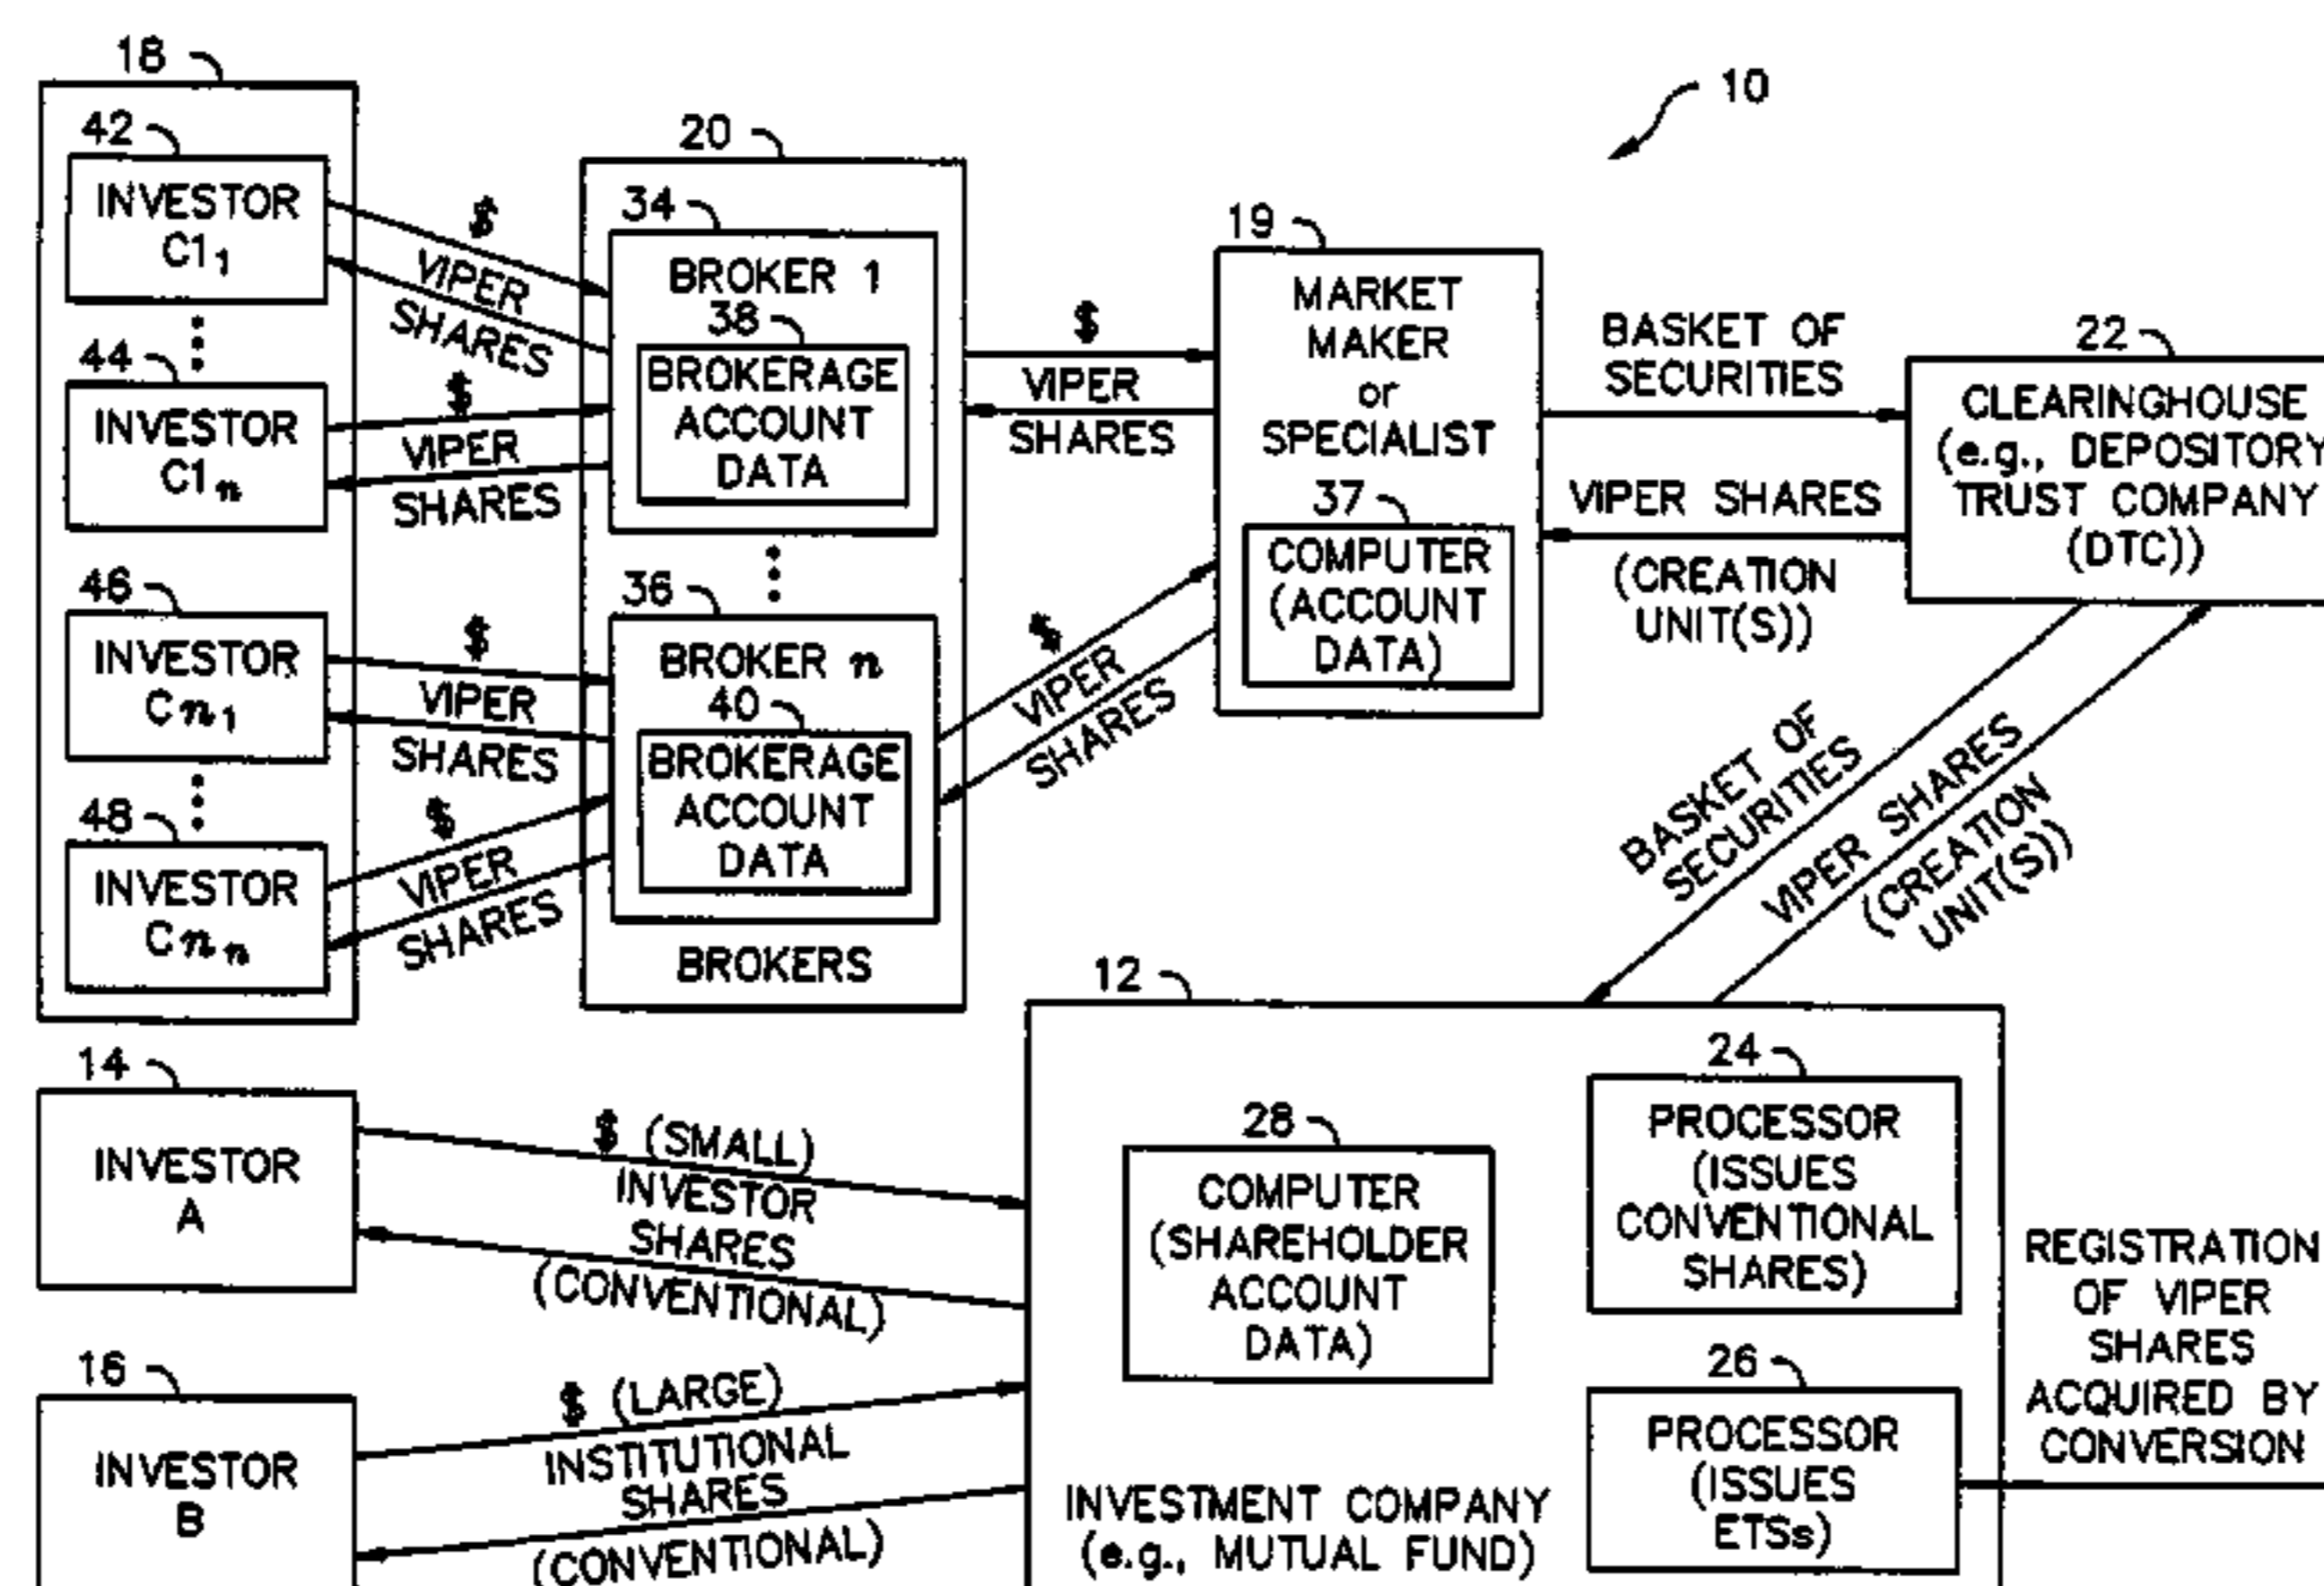 18
10
42
INVESTOR
C1₁
44
INVESTOR
C1ₙ
46
INVESTOR
Cn₁
48
INVESTOR
Cnₙ
$
VIPER
SHARES
$
VIPER
SHARES
$
VIPER
SHARES
$
VIPER
SHARES
20
34
BROKER 1
38
BROKERAGE
ACCOUNT
DATA
36
BROKER n
40
BROKERAGE
ACCOUNT
DATA
BROKERS
$
VIPER
SHARES
$
VIPER
SHARES
19
MARKET
MAKER
or
SPECIALIST
37
COMPUTER
(ACCOUNT
DATA)
BASKET OF
SECURITIES
VIPER SHARES
(CREATION
UNIT(S))
22
CLEARINGHOUSE
(e.g., DEPOSITORY
TRUST COMPANY
(DTC))
BASKET OF
SECURITIES
VIPER SHARES
(CREATION
UNIT(S))
14
INVESTOR
A
$ (SMALL)
INVESTOR
SHARES
(CONVENTIONAL)
16
INVESTOR
B
$ (LARGE)
INSTITUTIONAL
SHARES
(CONVENTIONAL)
12
28
COMPUTER
(SHAREHOLDER
ACCOUNT
DATA)
INVESTMENT COMPANY
(e.g., MUTUAL FUND)
24
PROCESSOR
(ISSUES
CONVENTIONAL
SHARES)
26
PROCESSOR
(ISSUES
ETSs)
REGISTRATION
OF VIPER
SHARES
ACQUIRED BY
CONVERSION